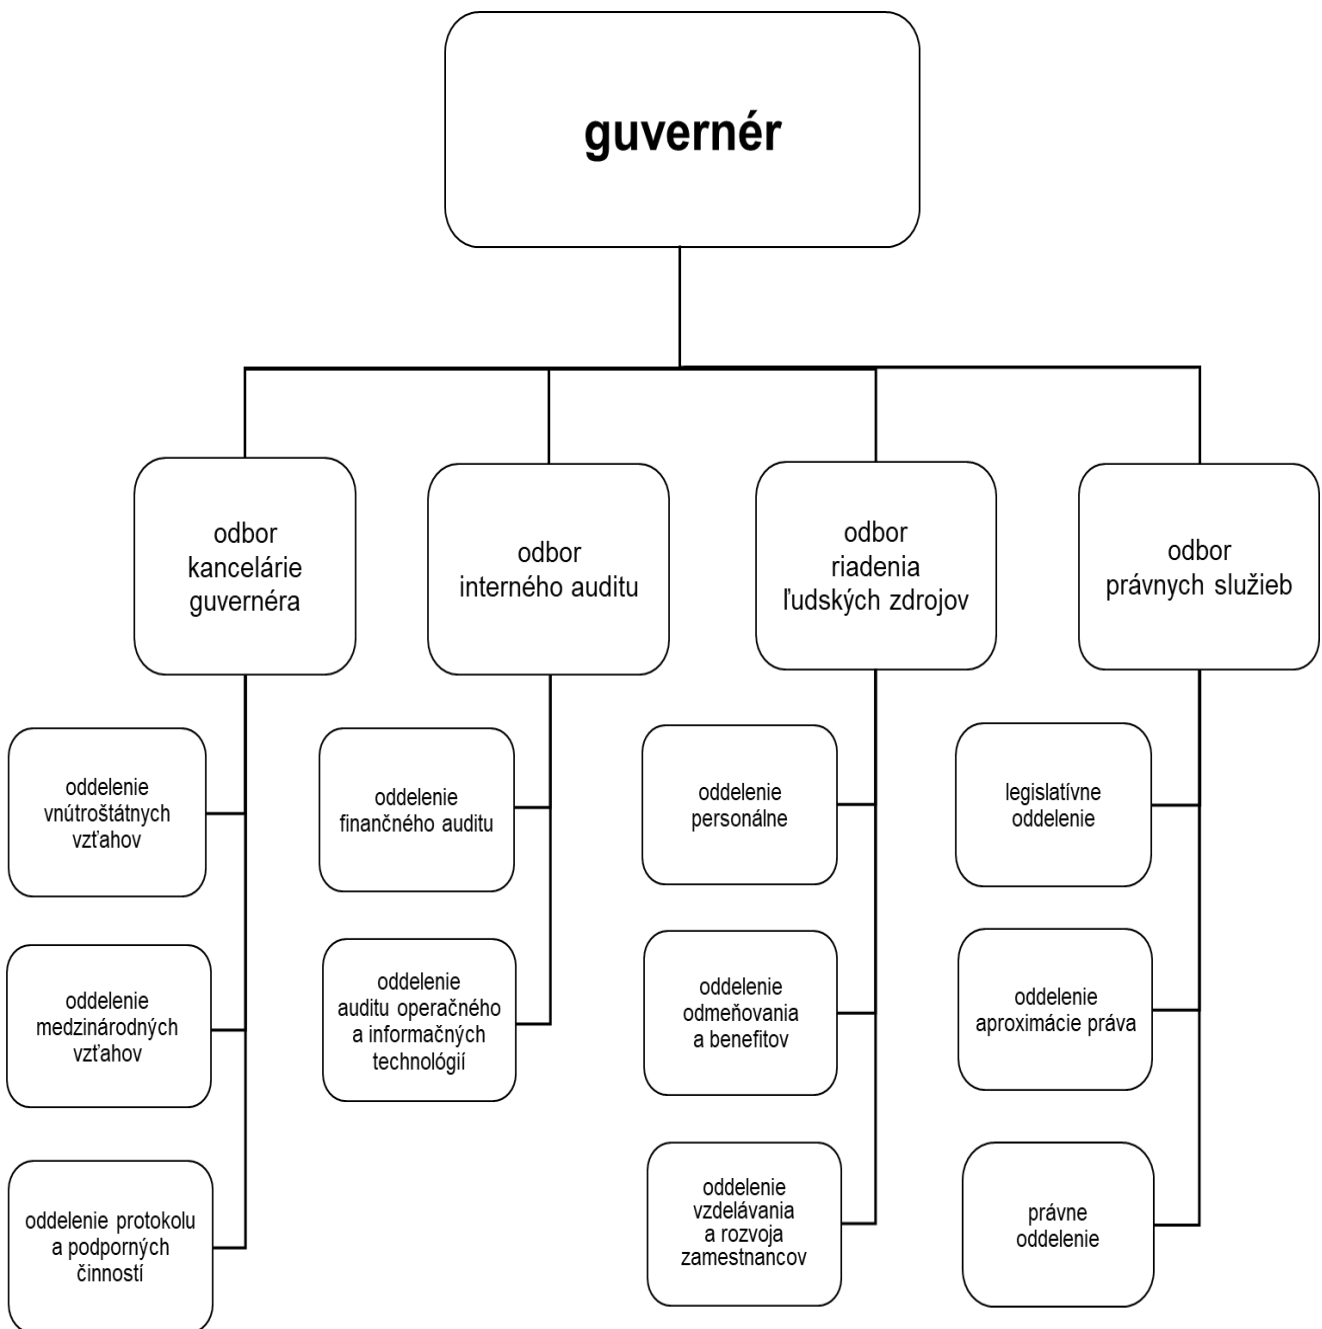 guvernér
odbor
kancelárie
guvernéra
odbor
interného auditu
odbor
riadenia
ľudských zdrojov
odbor
právnych služieb
oddelenie
vnútroštátnych
vzťahov
oddelenie
medzinárodných
vzťahov
oddelenie protokolu
a podporných
činností
oddelenie
finančného auditu
oddelenie
auditu operačného
a informačných
technológií
oddelenie
personálne
oddelenie
odmeňovania
a benefitov
oddelenie
vzdelávania
a rozvoja
zamestnancov
legislatívne
oddelenie
oddelenie
aproximácie práva
právne
oddelenie